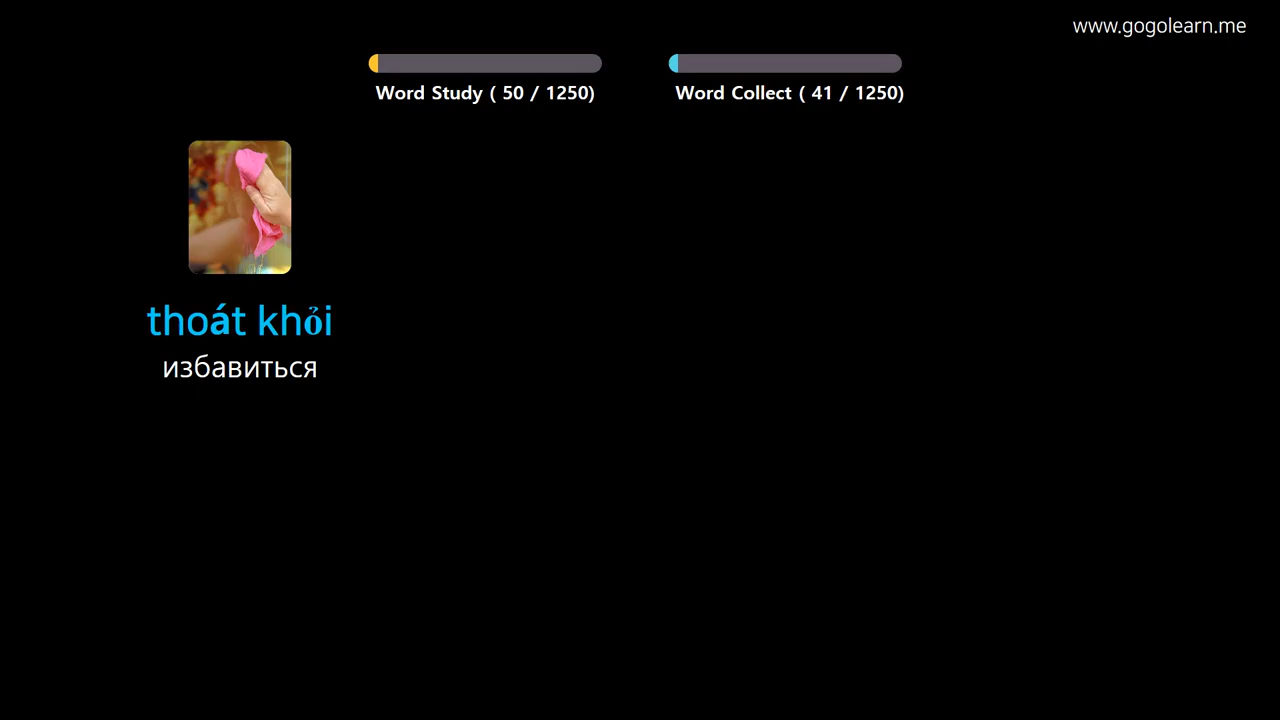 www.gogolearn.me
Word Study ( 50 / 1250)
Word Collect ( 41 / 1250)
thoát khỏi
избавиться